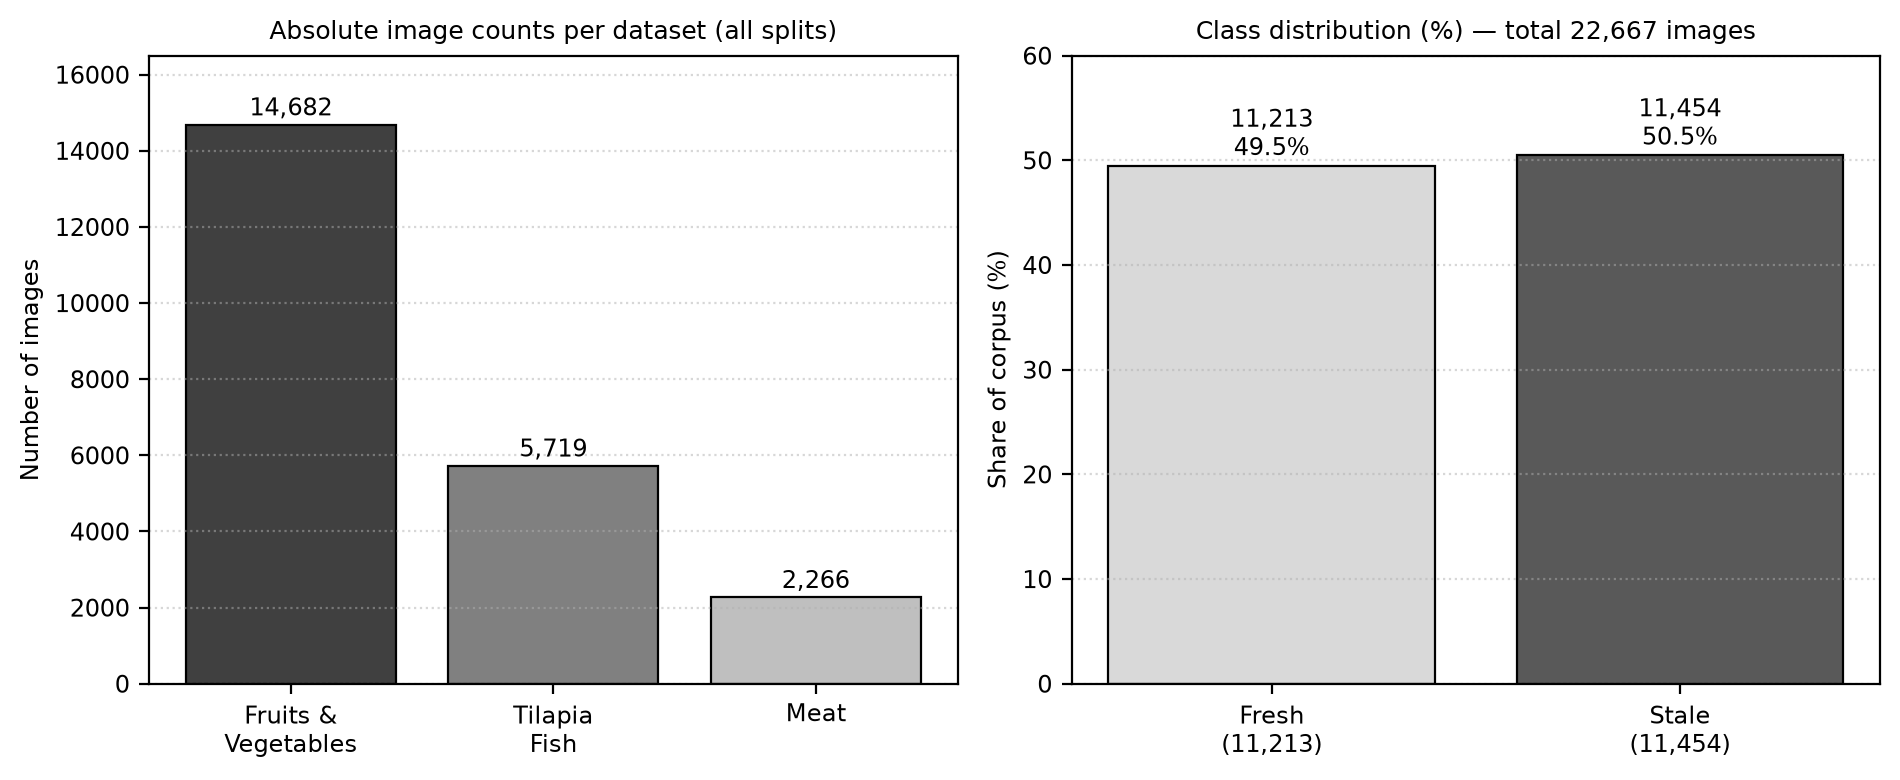 Absolute image counts per dataset (all splits)
Number of images
16000
14000
12000
10000
8000
6000
4000
2000
0
14,682
5,719
2,266
Fruits &
Vegetables
Tilapia
Fish
Meat
Class distribution (%) — total 22,667 images
Share of corpus (%)
60
50
40
30
20
10
0
11,213
49.5%
11,454
50.5%
Fresh
(11,213)
Stale
(11,454)